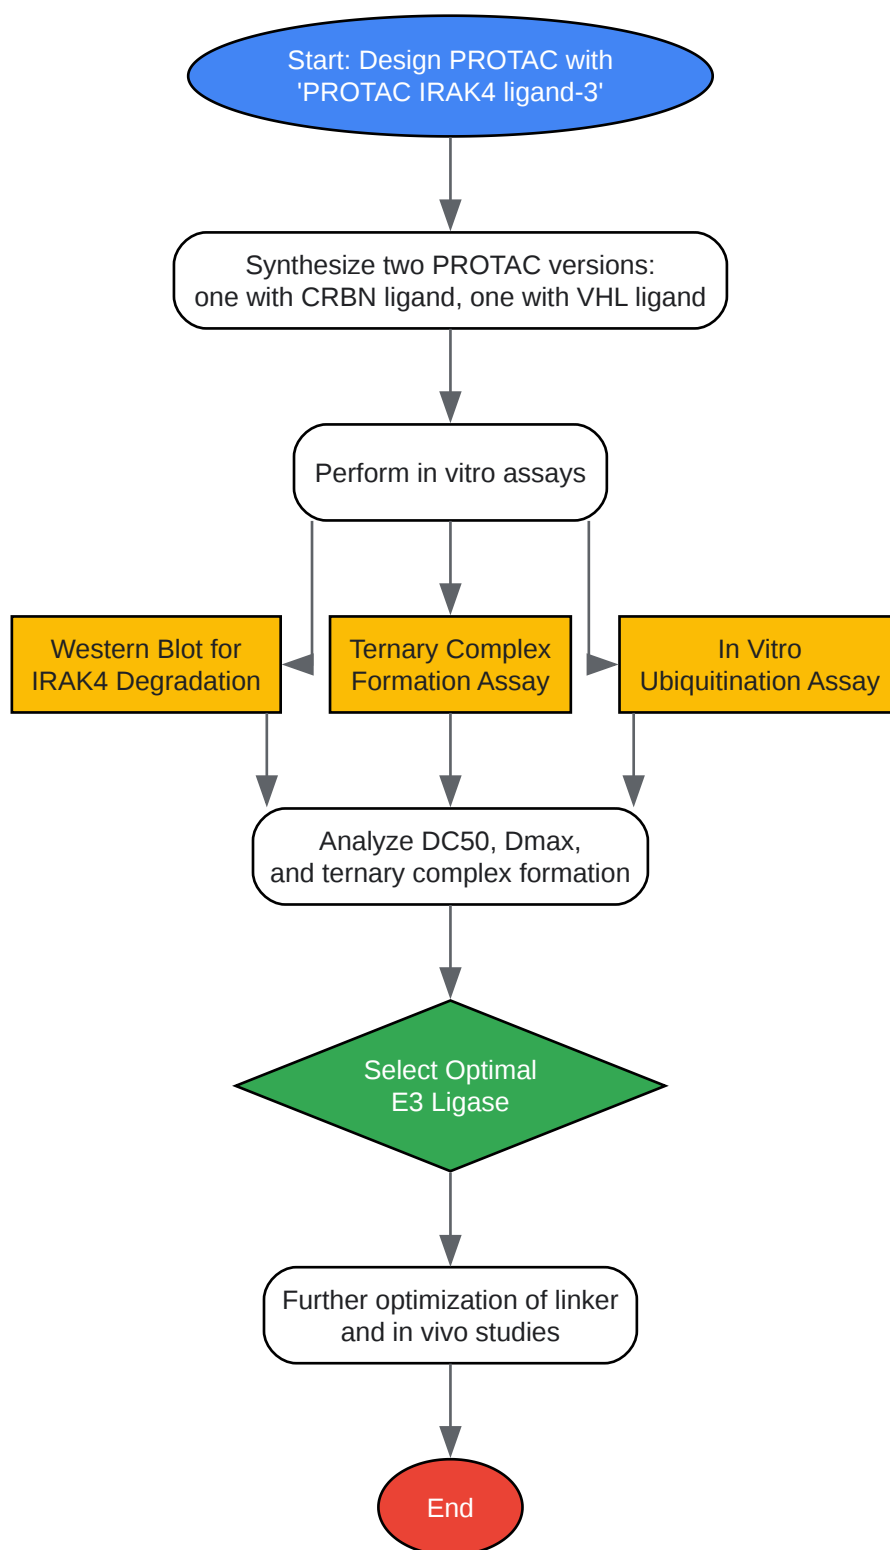 Start: Design PROTAC with
'PROTAC IRAK4 ligand-3'
Synthesize two PROTAC versions:
one with CRBN ligand, one with VHL ligand
Perform in vitro assays
Western Blot for
IRAK4 Degradation
Ternary Complex
Formation Assay
In Vitro
Ubiquitination Assay
Analyze DC50, Dmax,
and ternary complex formation
Select Optimal
E3 Ligase
Further optimization of linker
and in vivo studies
End